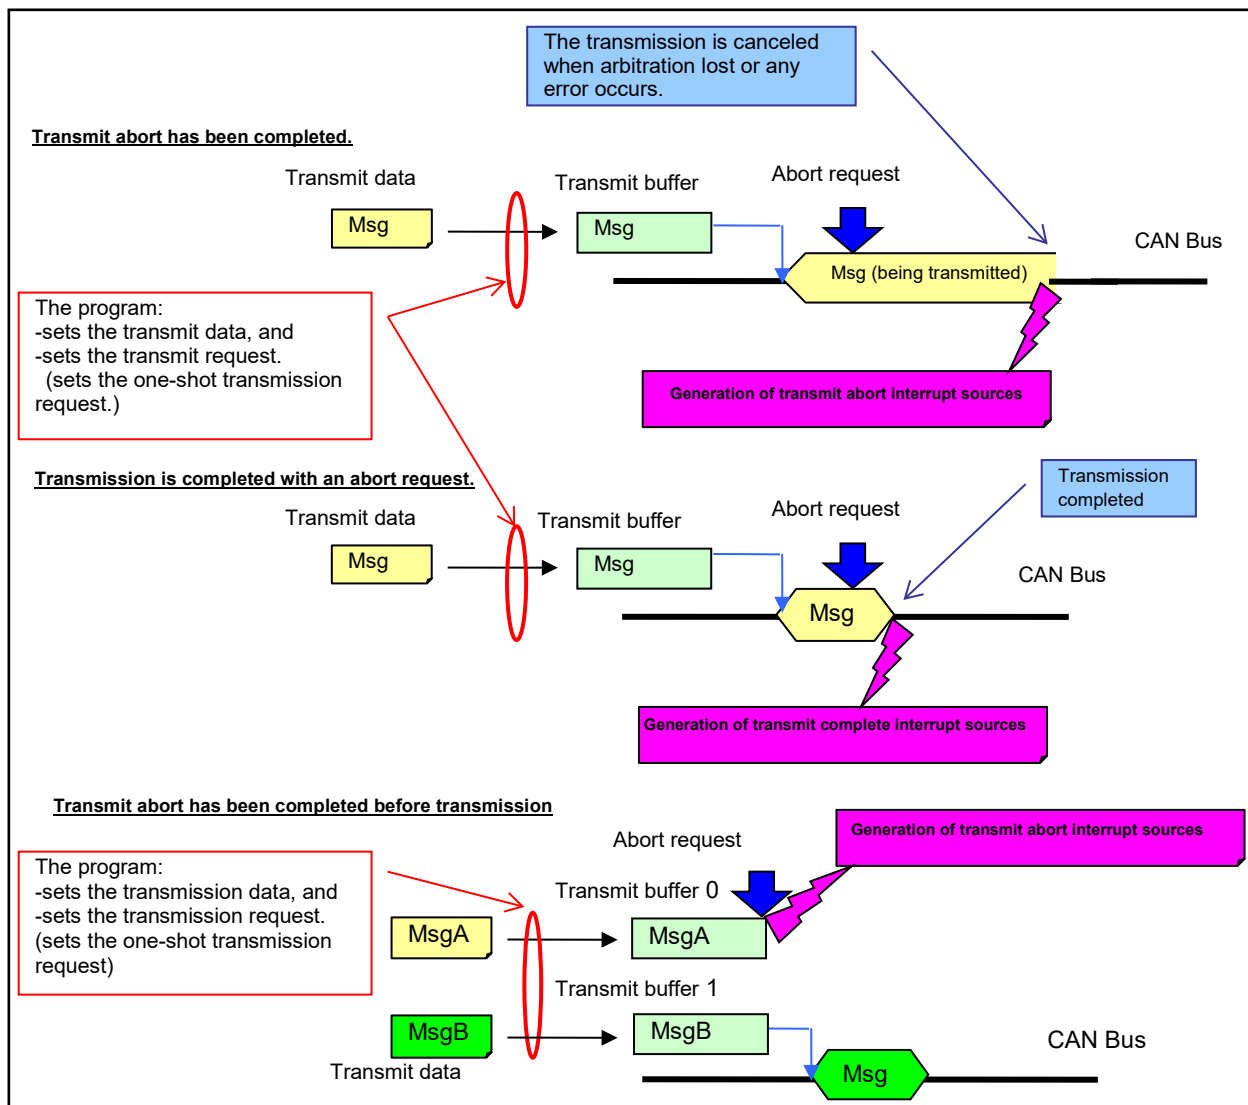 The transmission is canceled
when arbitration lost or any
error occurs.
Transmit abort has been completed.
Transmit data
Transmit buffer
Abort request
Msg
Msg
CAN Bus
Msg (being transmitted)
The program:
-sets the transmit data, and
-sets the transmit request.
(sets the one-shot transmission
request.)
Generation of transmit abort interrupt sources
Transmission is completed with an abort request.
Transmission
completed
Transmit data
Transmit buffer
Abort request
Msg
Msg
CAN Bus
Msg
Generation of transmit complete interrupt sources
Transmit abort has been completed before transmission
Generation of transmit abort interrupt sources
Abort request
The program:
-sets the transmission data, and
-sets the transmission request.
(sets the one-shot transmission
request)
Transmit buffer 0
MsgA
MsgA
Transmit buffer 1
MsgB
MsgB
CAN Bus
Transmit data
Msg